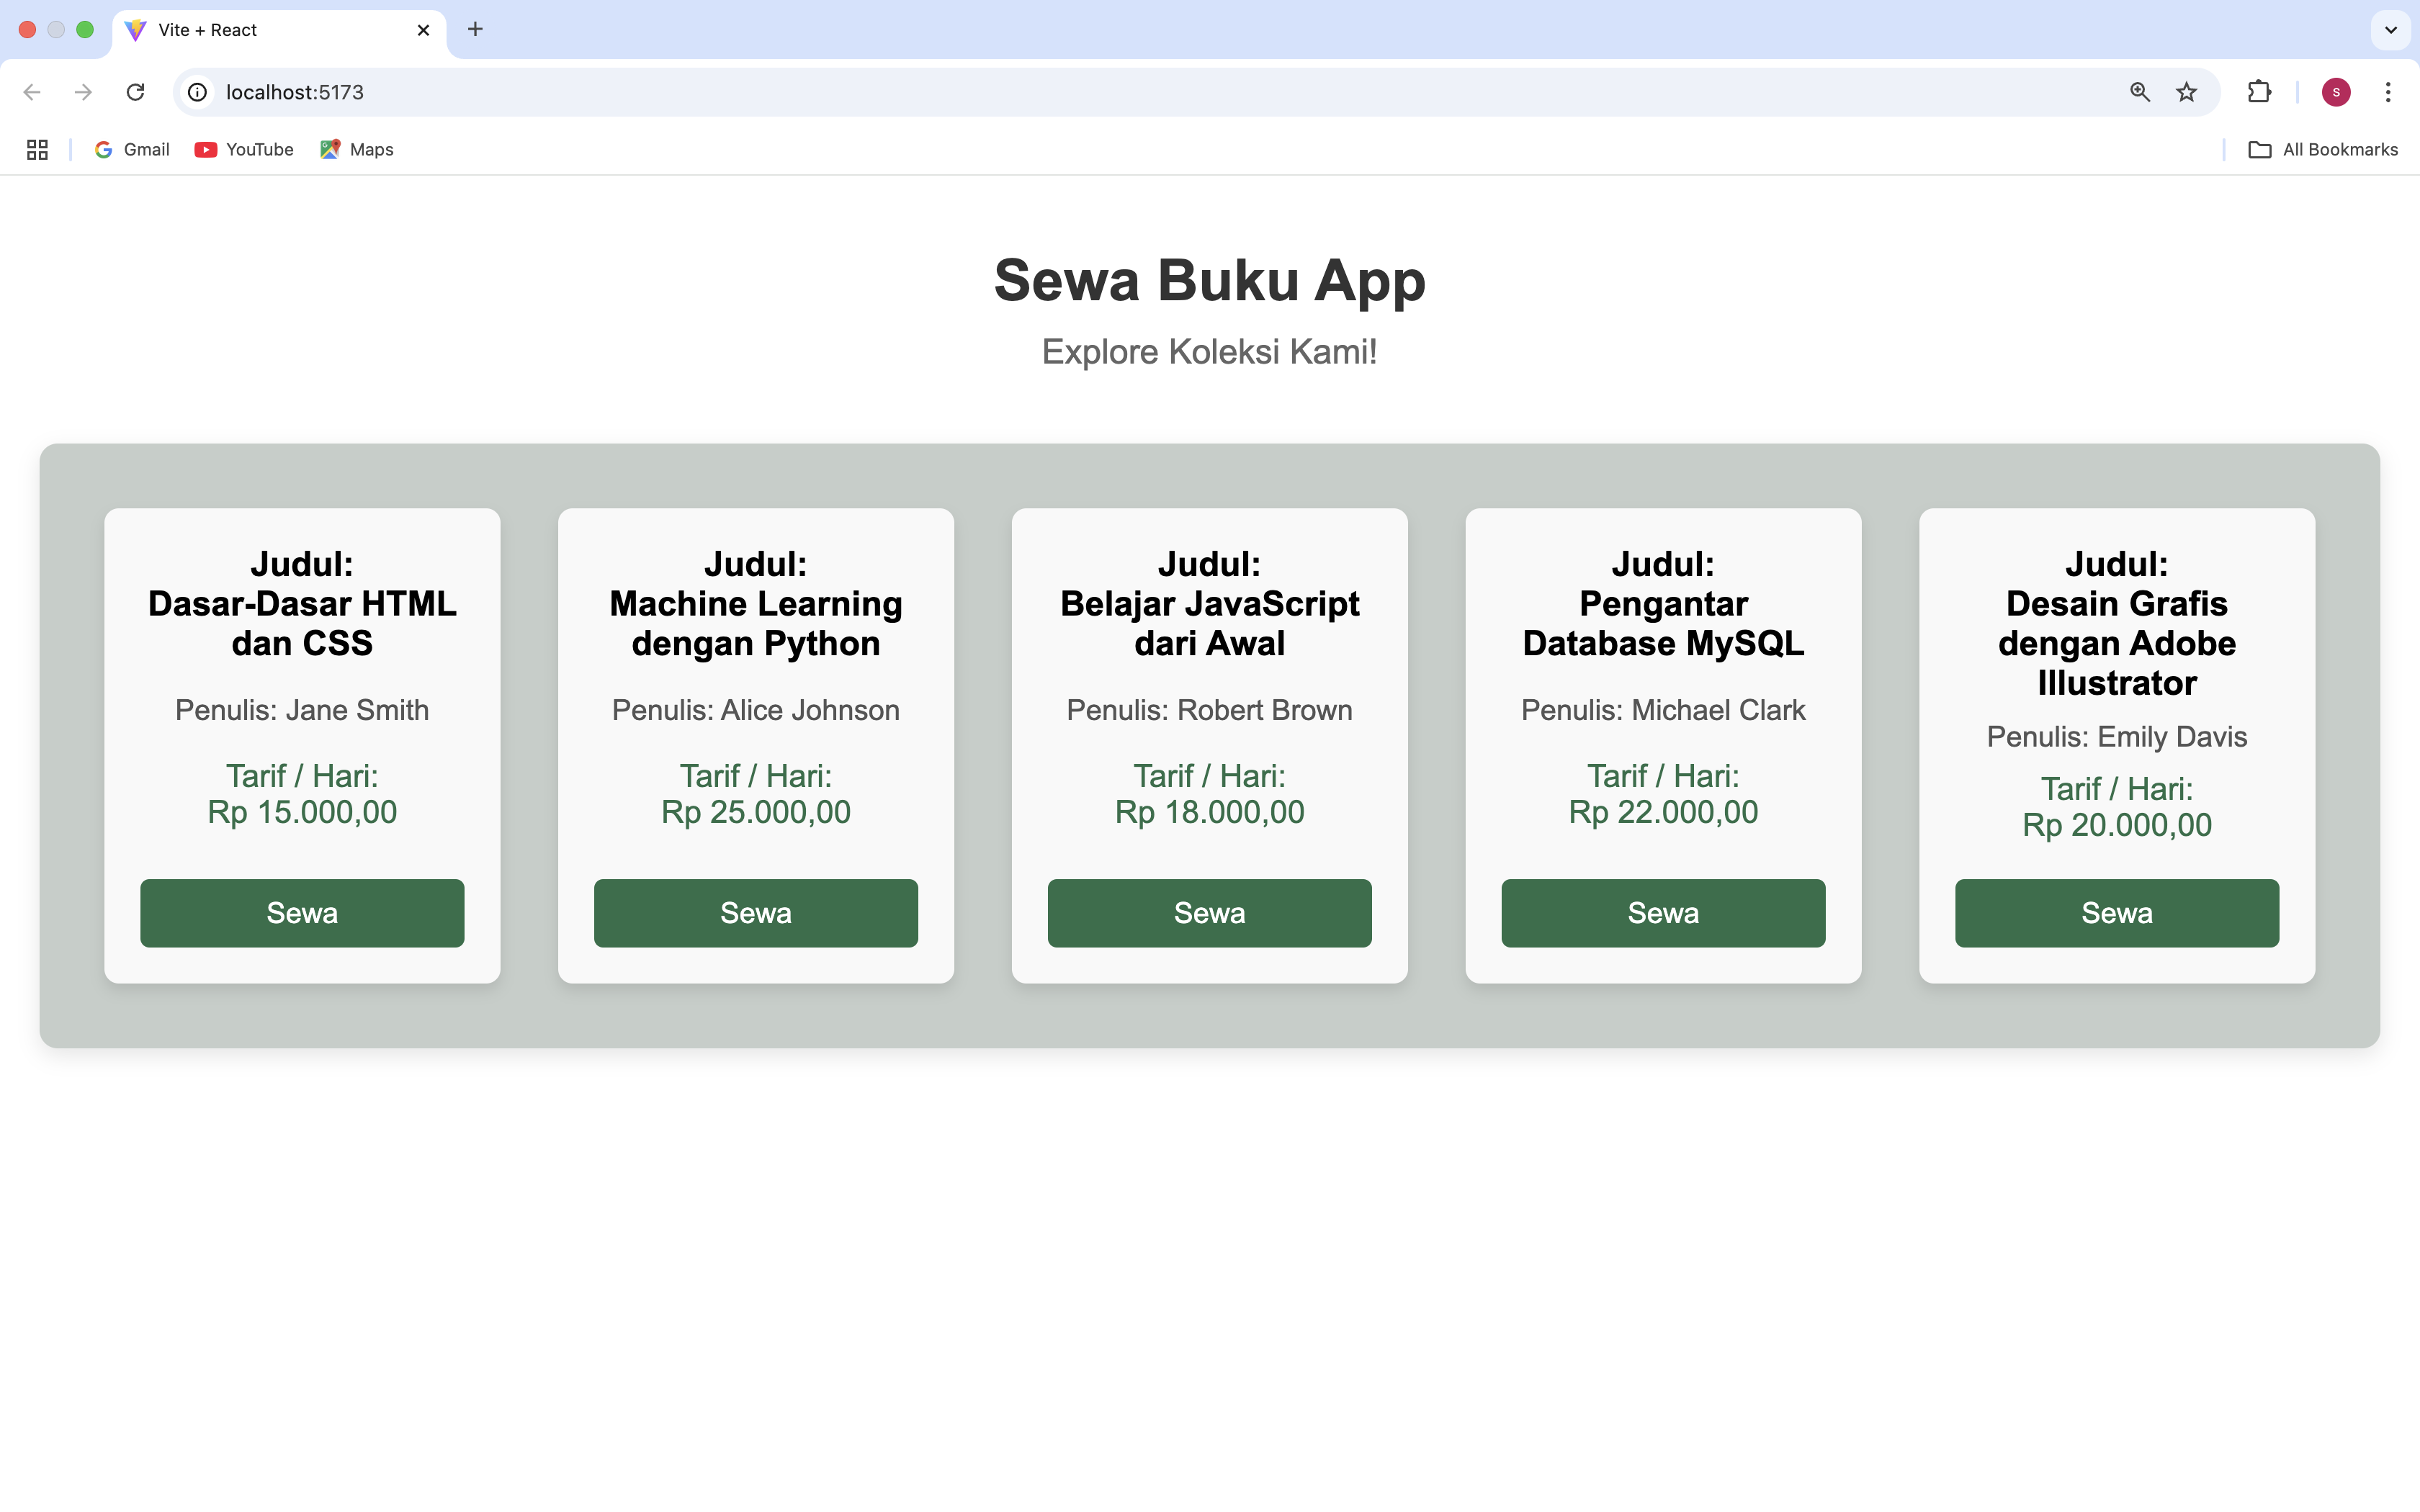 Vite + React
localhost:5173
S
Gmail
YouTube
Maps
All Bookmarks
Sewa Buku App
Explore Koleksi Kami!
Judul:
Dasar-Dasar HTML
dan CSS
Penulis: Jane Smith
Tarif / Hari:
Rp 15.000,00
Sewa
Judul:
Machine Learning
dengan Python
Penulis: Alice Johnson
Tarif / Hari:
Rp 25.000,00
Sewa
Judul:
Belajar JavaScript
dari Awal
Penulis: Robert Brown
Tarif / Hari:
Rp 18.000,00
Sewa
Judul:
Pengantar
Database MySQL
Penulis: Michael Clark
Tarif / Hari:
Rp 22.000,00
Sewa
Judul:
Desain Grafis
dengan Adobe
Illustrator
Penulis: Emily Davis
Tarif / Hari:
Rp 20.000,00
Sewa